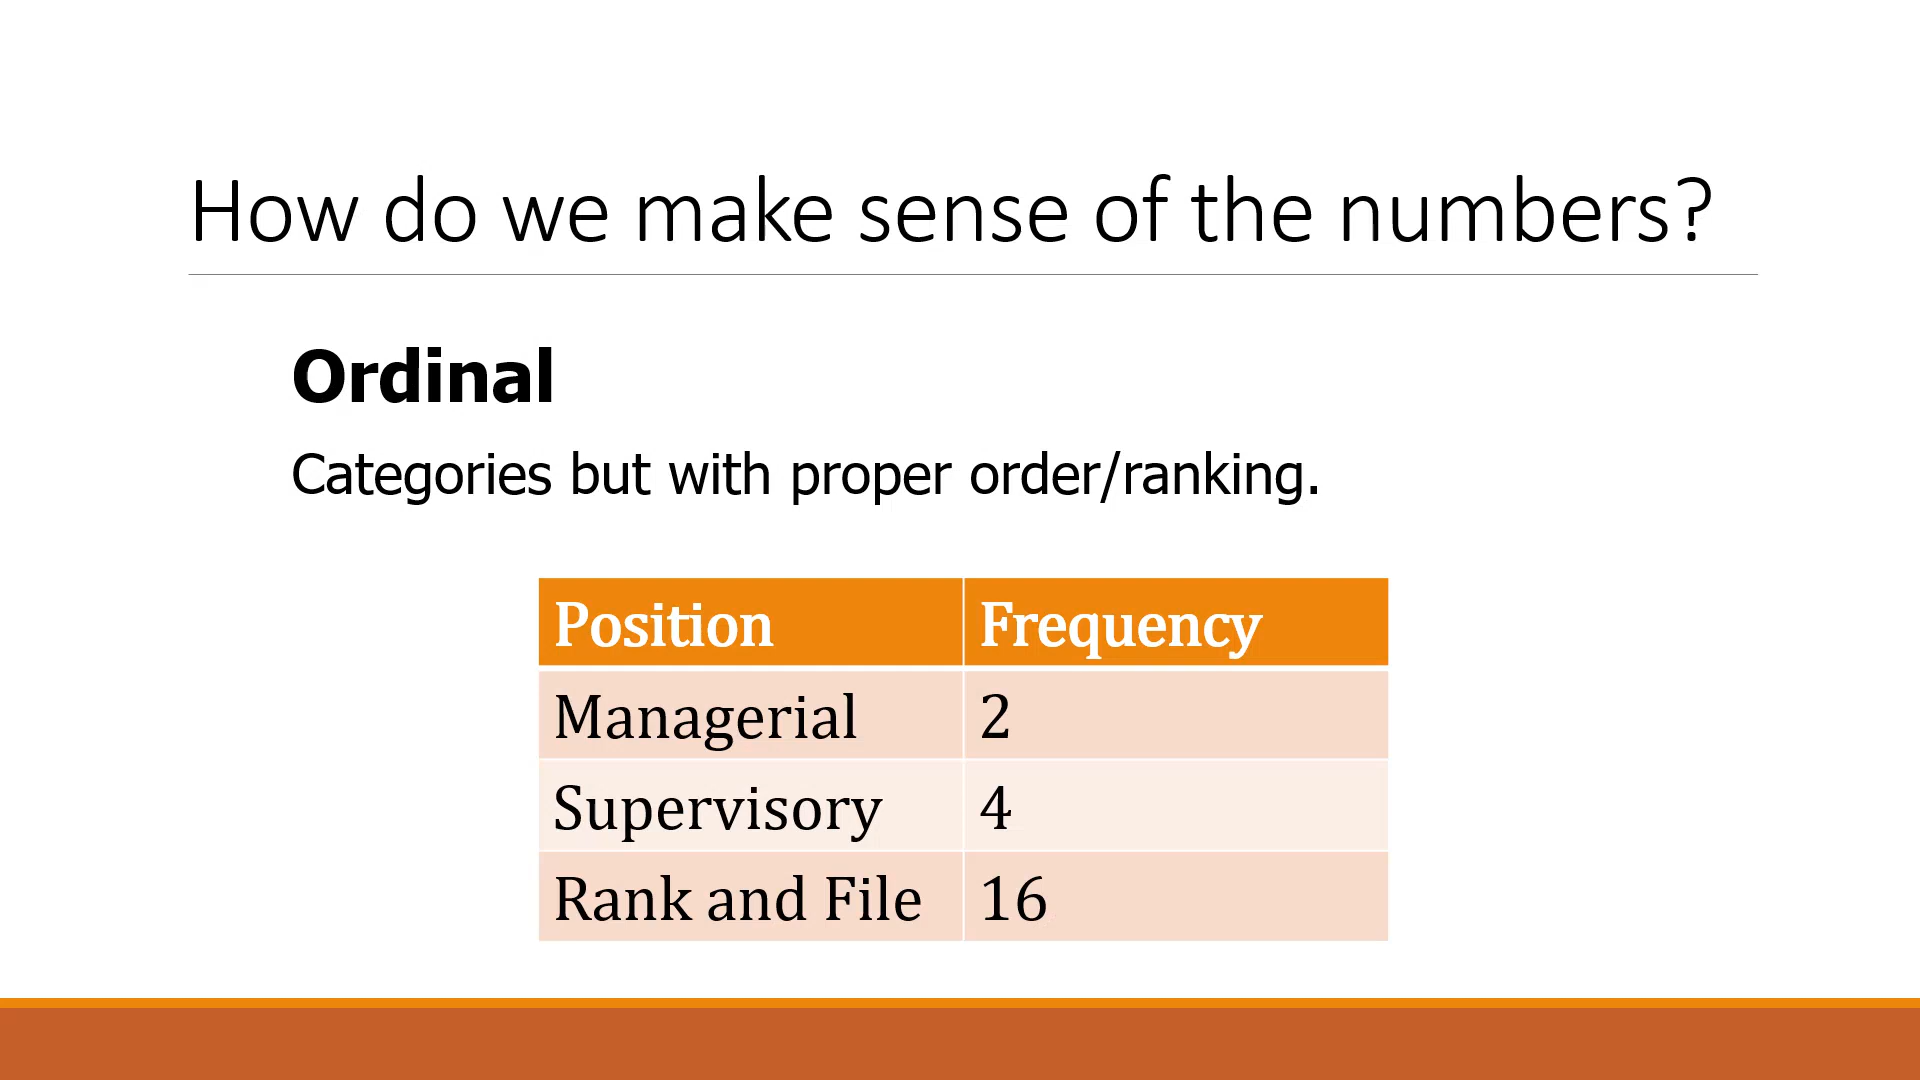 How do we make sense of the numbers?
Ordinal
Categories but with proper order/ranking.
Position Frequency
Managerial 2
Supervisory 4
Rank and File 16